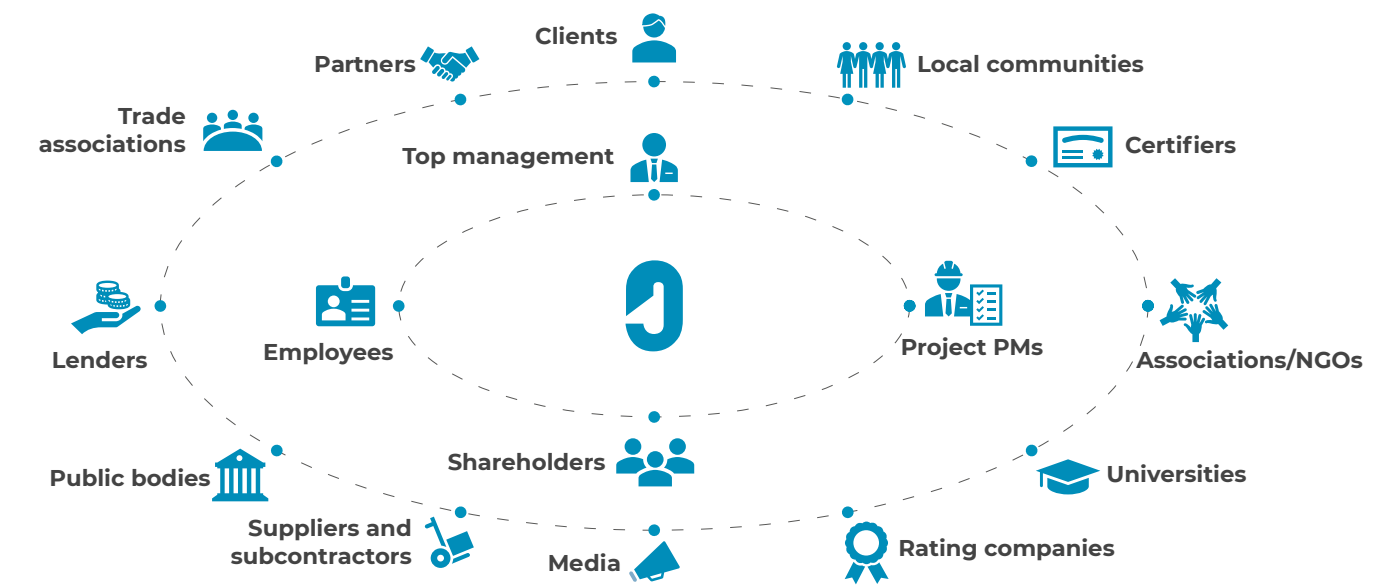 Clients
Partners
Local communities
Trade
associations
Certifiers
Top management
Lenders
Employees
Project PMs
Associations/NGOs
Public bodies
Shareholders
Universities
Suppliers and
subcontractors
Media
Rating companies